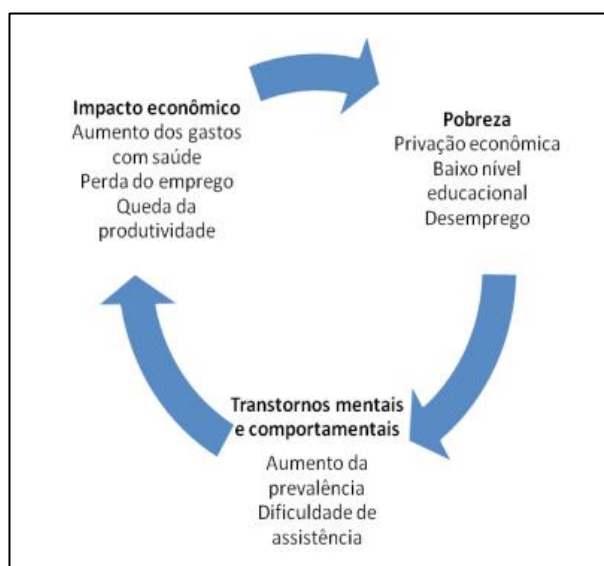 Impacto econômico
Aumento dos gastos
com saúde
Perda do emprego
Queda da
produtividade
Pobreza
Privação econômica
Baixo nível
educacional
Desemprego
Transtornos mentais
e comportamentais
Aumento da
prevalência
Dificuldade de
assistência